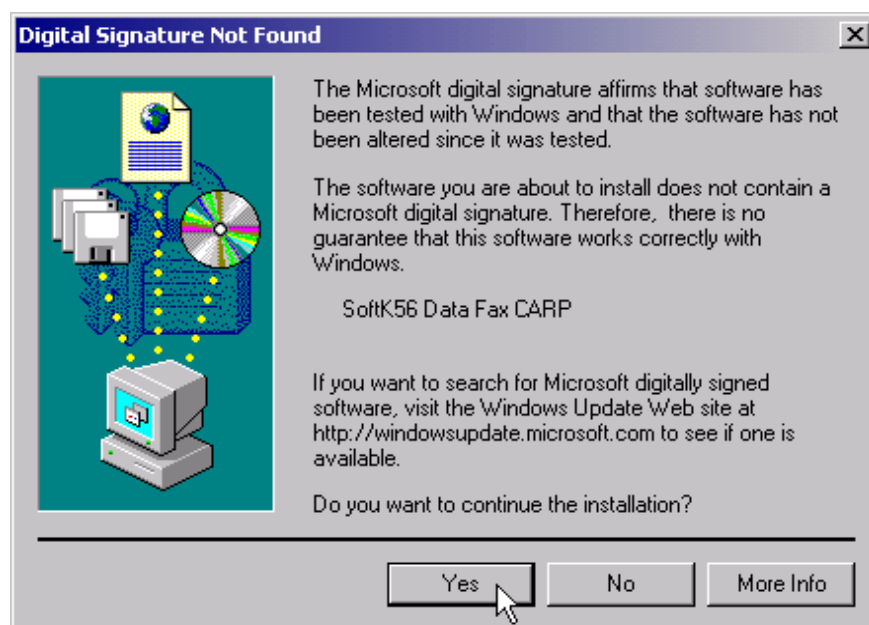 Digital Signature Not Found
The Microsoft digital signature affirms that software has
been tested with Windows and that the software has not
been altered since it was tested.
The software you are about to install does not contain a
Microsoft digital signature. Therefore,  there is no
guarantee that this software works correctly with
Windows.
SoftK56 Data Fax CARP
If you want to search for Microsoft digitally signed
software, visit the Windows Update Web site at
http://windowsupdate.microsoft.com to see if one is
available.
Do you want to continue the installation?
Yes
No
More Info